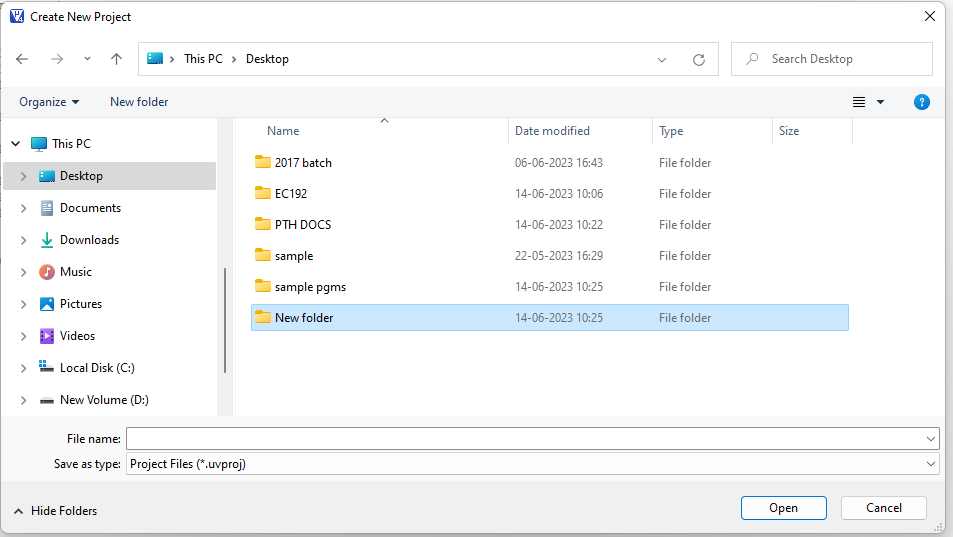 Create New Project
This PC > Desktop
Search Desktop
Organize
New folder
?
Name Date modified Type Size
This PC
Desktop
Documents
Downloads
Music
Pictures
Videos
Local Disk (C:)
New Volume (D:)
2017 batch 06-06-2023 16:43 File folder
EC192 14-06-2023 10:06 File folder
PTH DOCS 14-06-2023 10:22 File folder
sample 22-05-2023 16:29 File folder
sample pgms 14-06-2023 10:25 File folder
New folder 14-06-2023 10:25 File folder
File name:
Save as type: Project Files (*.uvproj)
Hide Folders
Open
Cancel